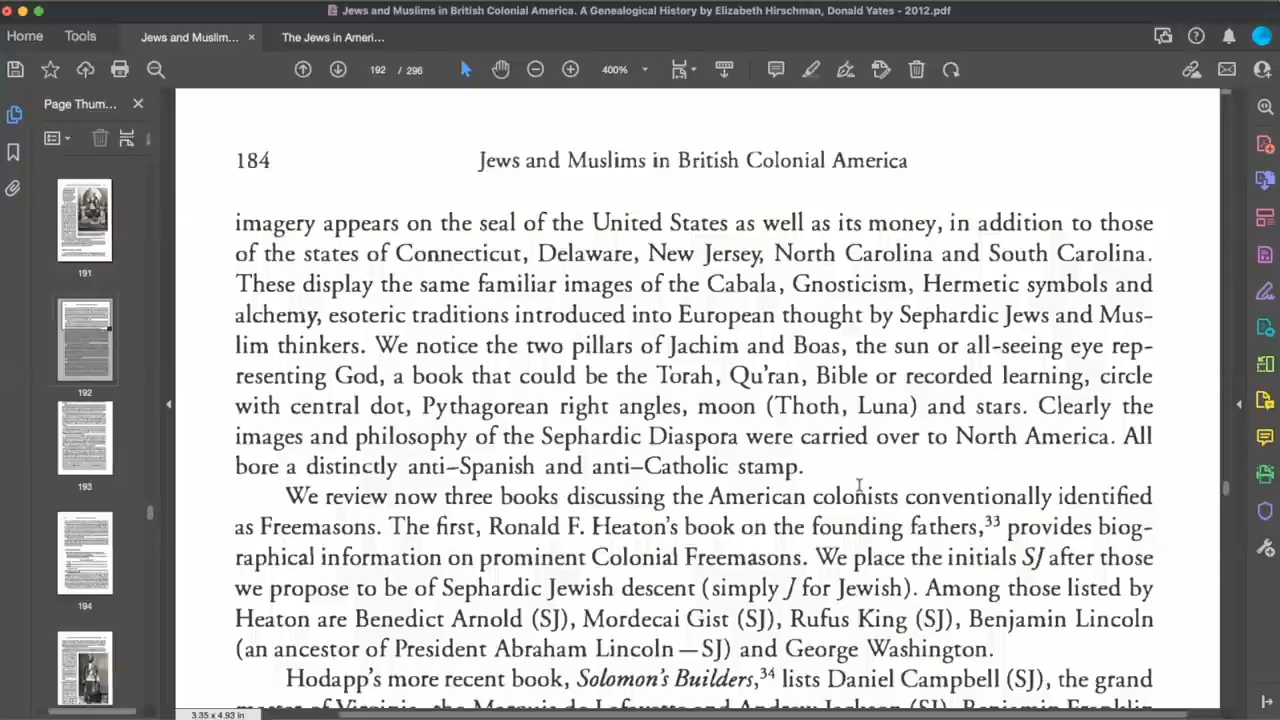 Jews and Muslims in British Colonial America. A Genealogical History by Elizabeth Hirschman, Donald Yates - 2012.pdf
Home Tools Jews and Muslim... × The Jews in Ameri...
192 / 296 400%
Page Thum...
191
192
193
194
184 Jews and Muslims in British Colonial America
imagery appears on the seal of the United States as well as its money, in addition to those
of the states of Connecticut, Delaware, New Jersey, North Carolina and South Carolina.
These display the same familiar images of the Cabala, Gnosticism, Hermetic symbols and
alchemy, esoteric traditions introduced into European thought by Sephardic Jews and Mus-
lim thinkers. We notice the two pillars of Jachim and Boas, the sun or all-seeing eye rep-
resenting God, a book that could be the Torah, Qu'ran, Bible or recorded learning, circle
with central dot, Pythagorean right angles, moon (Thoth, Luna) and stars. Clearly the
images and philosophy of the Sephardic Diaspora were carried over to North America. All
bore a distinctly anti–Spanish and anti–Catholic stamp.
We review now three books discussing the American colonists conventionally identified
as Freemasons. The first, Ronald F. Heaton's book on the founding fathers,33 provides biog-
raphical information on prominent Colonial Freemasons. We place the initials SJ after those
we propose to be of Sephardic Jewish descent (simply J for Jewish). Among those listed by
Heaton are Benedict Arnold (SJ), Mordecai Gist (SJ), Rufus King (SJ), Benjamin Lincoln
(an ancestor of President Abraham Lincoln—SJ) and George Washington.
Hodapp's more recent book, Solomon's Builders,34 lists Daniel Campbell (SJ), the grand
master of Virginia, the Marquis de Lafayette and Andrew Jackson (SJ), Benjamin Franklin
3.35 x 4.93 in